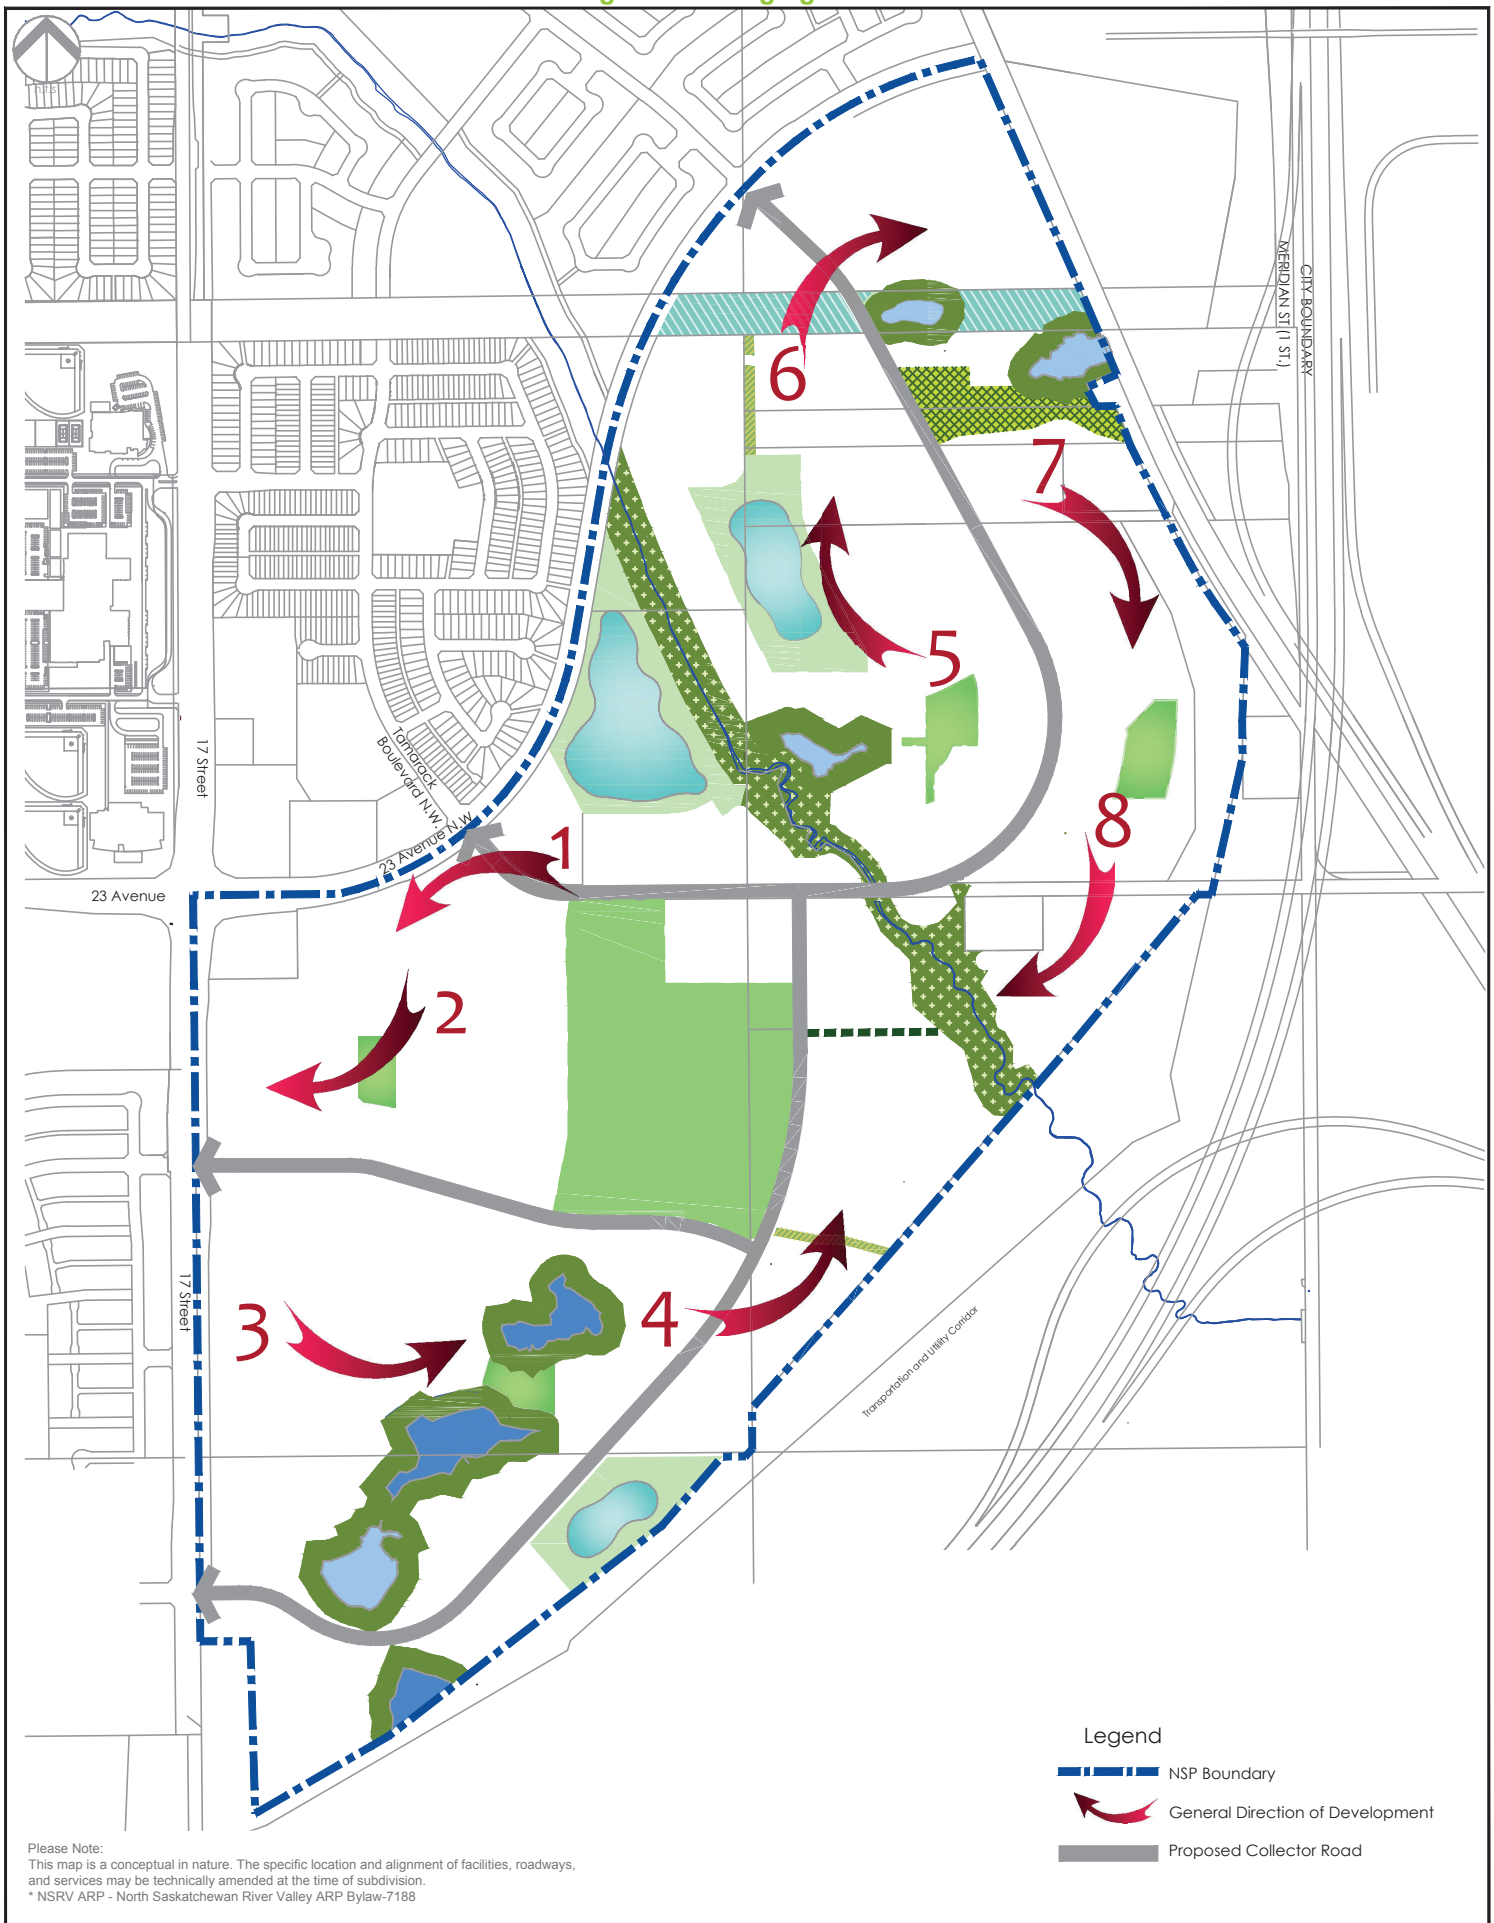 n.t.s
MERIDIAN ST.(1 ST.)
CITY BOUNDARY
6
7
5
17 Street
Tamarack
Boulevard N.W.
23 Avenue N.W
1
8
23 Avenue
2
17 Street
3
4
Transportation and Utility Corridor
Legend
NSP Boundary
General Direction of Development
Proposed Collector Road
Please Note:
This map is a conceptual in nature. The specific location and alignment of facilities, roadways,
and services may be technically amended at the time of subdivision.
* NSRV ARP - North Saskatchewan River Valley ARP Bylaw-7188